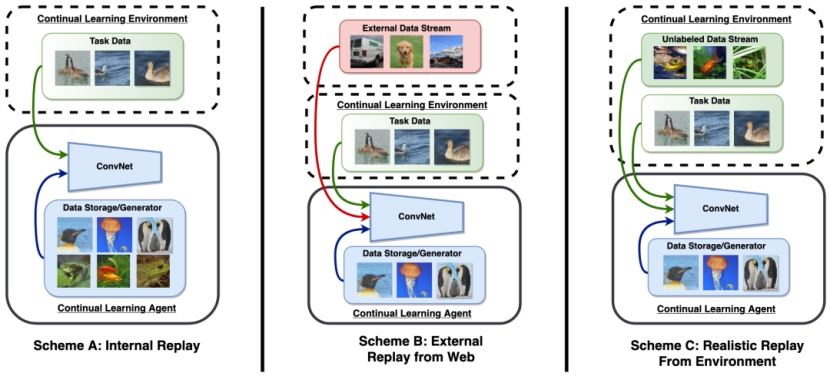 Continual Learning Environment
Task Data
ConvNet
Data Storage/Generator
Continual Learning Agent
Scheme A: Internal Replay
External Data Stream
Continual Learning Environment
Task Data
ConvNet
Data Storage/Generator
Continual Learning Agent
Scheme B: External
Replay from Web
Continual Learning Environment
Unlabeled Data Stream
Task Data
ConvNet
Data Storage/Generator
Continual Learning Agent
Scheme C: Realistic Replay
From Environment